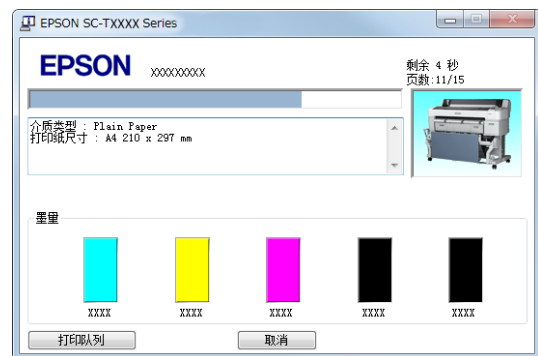 EPSON SC-TXXXX Series
EPSON XXXXXXXXX
剩余 4 秒
页数:11/15
介质类型 : Plain Paper
打印纸尺寸 : A4 210 x 297 mm
墨量
XXXX XXXX XXXX XXXX XXXX
打印队列 取消